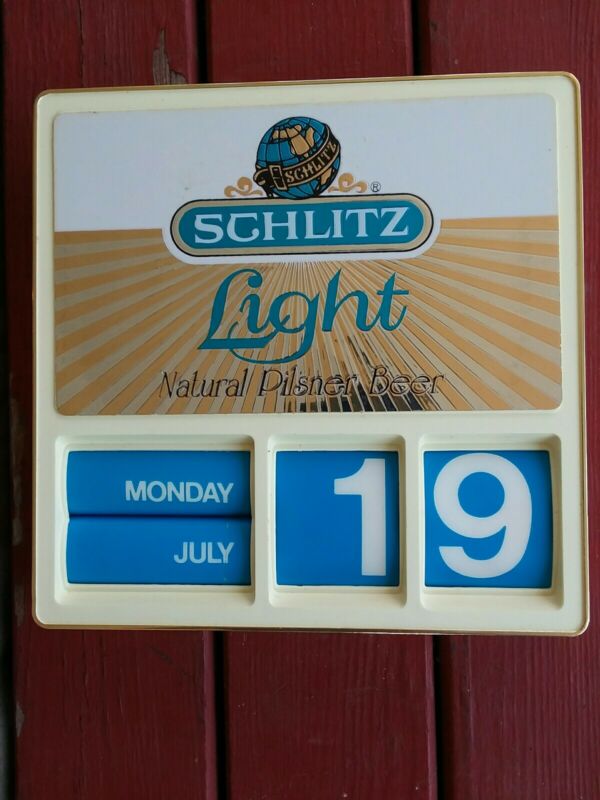 SCHLITZ
®
SCHLITZ
Light
Natural Pilsner Beer
MONDAY
JULY
19